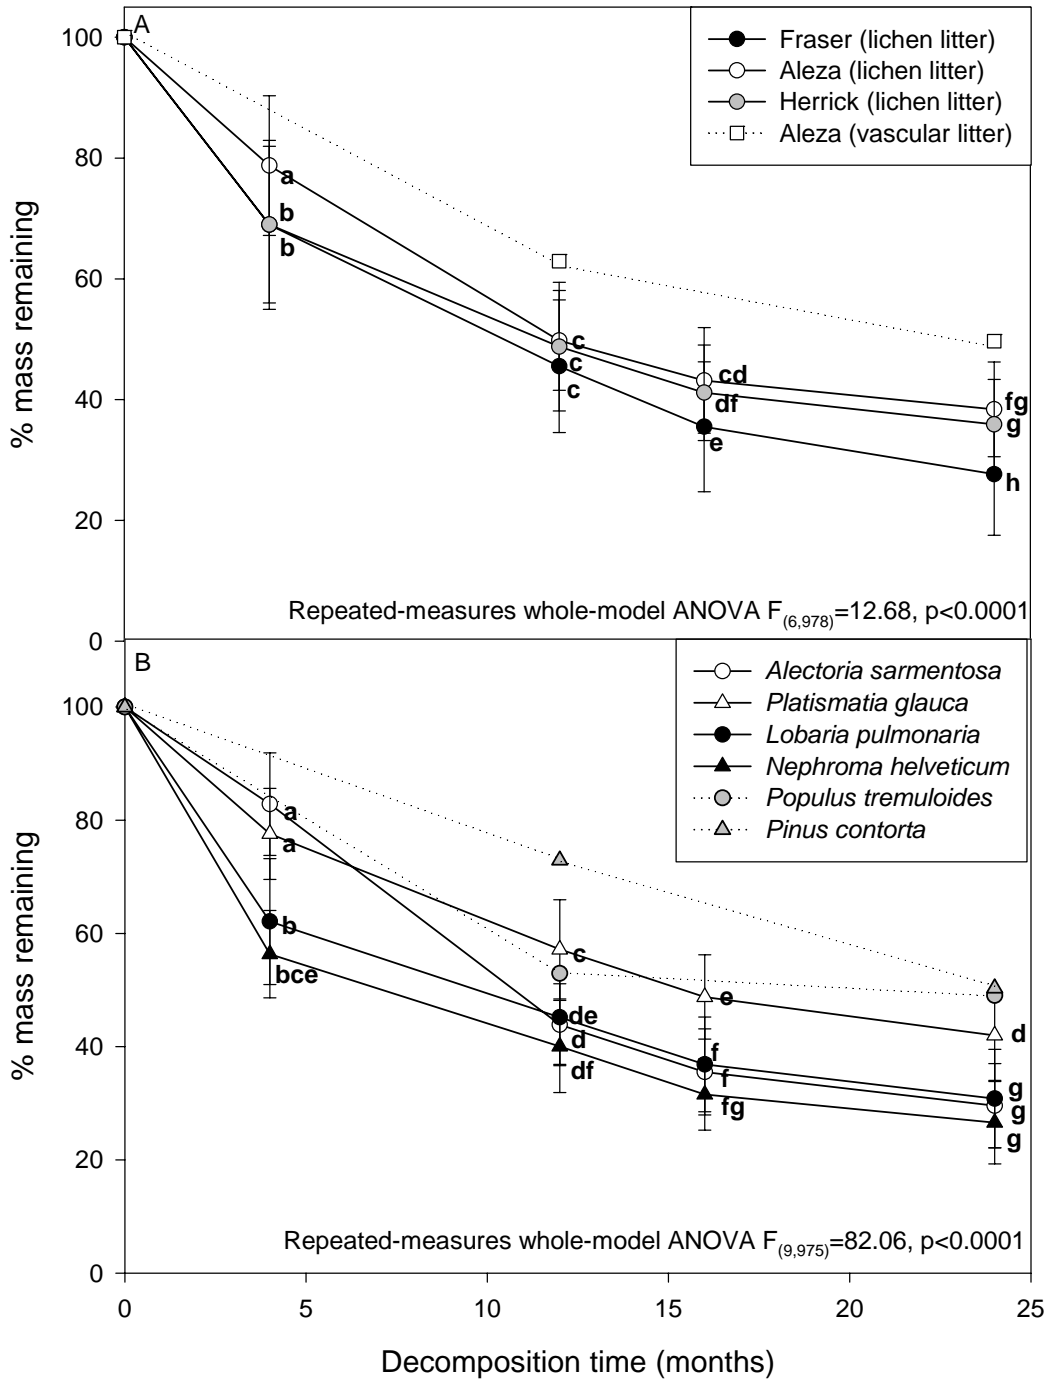 A
100
80
60
40
20
0
% mass remaining
Fraser (lichen litter)
Aleza (lichen litter)
Herrick (lichen litter)
Aleza (vascular litter)
a
b
b
c
c
c
cd
df
e
fg
g
h
Repeated-measures whole-model ANOVA F(6,978)=12.68, p<0.0001
B
100
80
60
40
20
0
% mass remaining
Alectoria sarmentosa
Platismatia glauca
Lobaria pulmonaria
Nephroma helveticum
Populus tremuloides
Pinus contorta
a
a
b
bce
c
de
d
df
e
f
f
fg
d
g
g
g
Repeated-measures whole-model ANOVA F(9,975)=82.06, p<0.0001
0 5 10 15 20 25
Decomposition time (months)